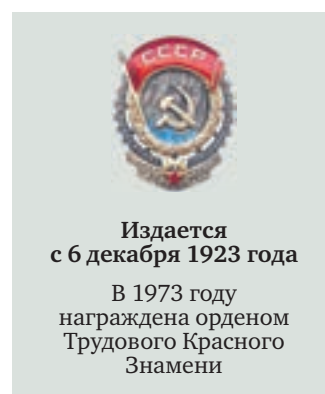 СССР
Издается
с 6 декабря 1923 года
В 1973 году
награждена орденом
Трудового Красного
Знамени